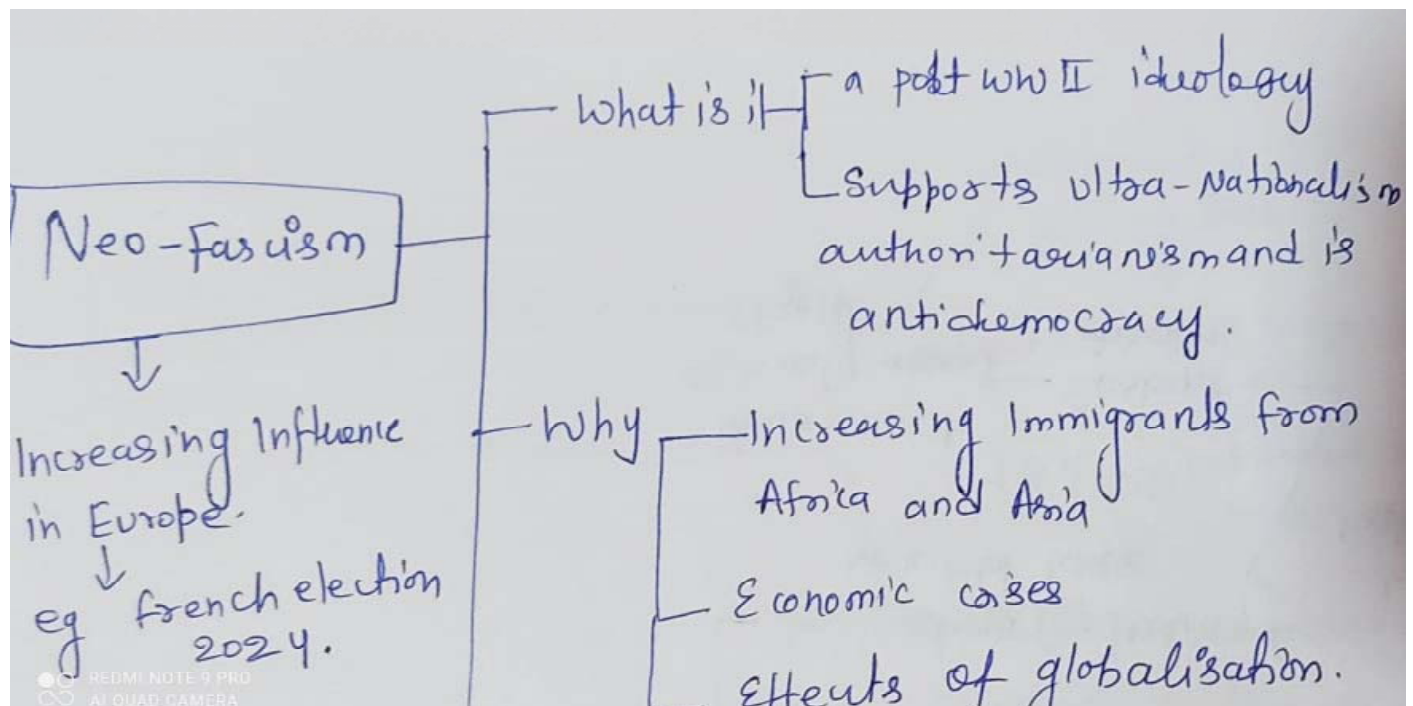 What is it
a post WW II ideology
Supports Ultra-Nationalism
authoritarianism and is
antidemocracy.
Neo-Fascism
Increasing Influence
in Europe.
eg french election
2024.
Why
Increasing Immigrants from
Africa and Asia
Economic crises
Effects of globalisation.
REDMI NOTE 9 PRO
AI QUAD CAMERA